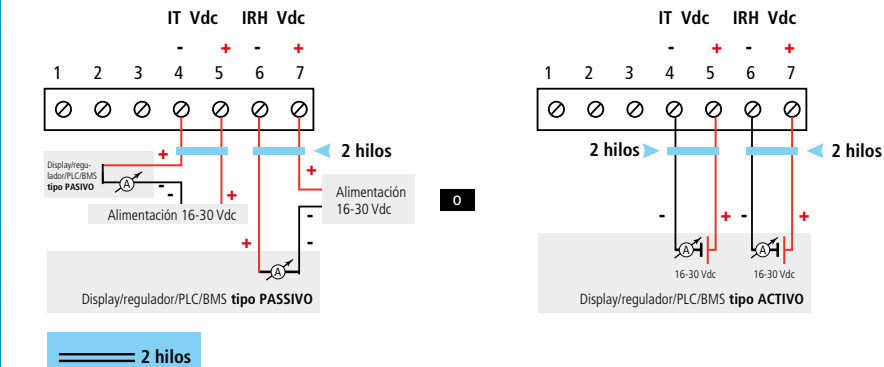 IT Vdc IRH Vdc
- + - +
1 2 3 4 5 6 7
2 hilos
Display/regu-
lador/PLC/BMS
tipo PASIVO
+
A
-
-
+
Alimentación 16-30 Vdc
+
Alimentación
16-30 Vdc
-
+
-
A
Display/regulador/PLC/BMS tipo PASSIVO
2 hilos
O
IT Vdc IRH Vdc
- + - +
1 2 3 4 5 6 7
2 hilos
2 hilos
- + - +
A A
16-30 Vdc 16-30 Vdc
Display/regulador/PLC/BMS tipo ACTIVO